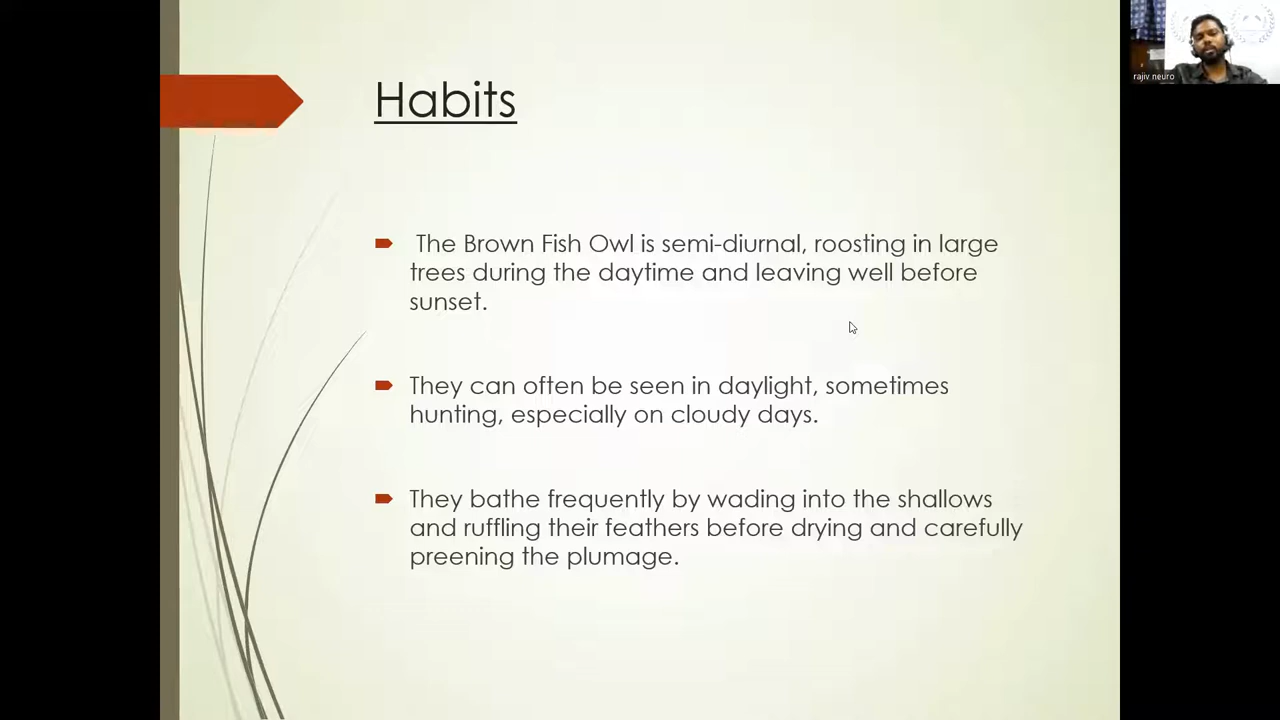 Habits
The Brown Fish Owl is semi-diurnal, roosting in large
trees during the daytime and leaving well before
sunset.
They can often be seen in daylight, sometimes
hunting, especially on cloudy days.
They bathe frequently by wading into the shallows
and ruffling their feathers before drying and carefully
preening the plumage.
rajiv neuro